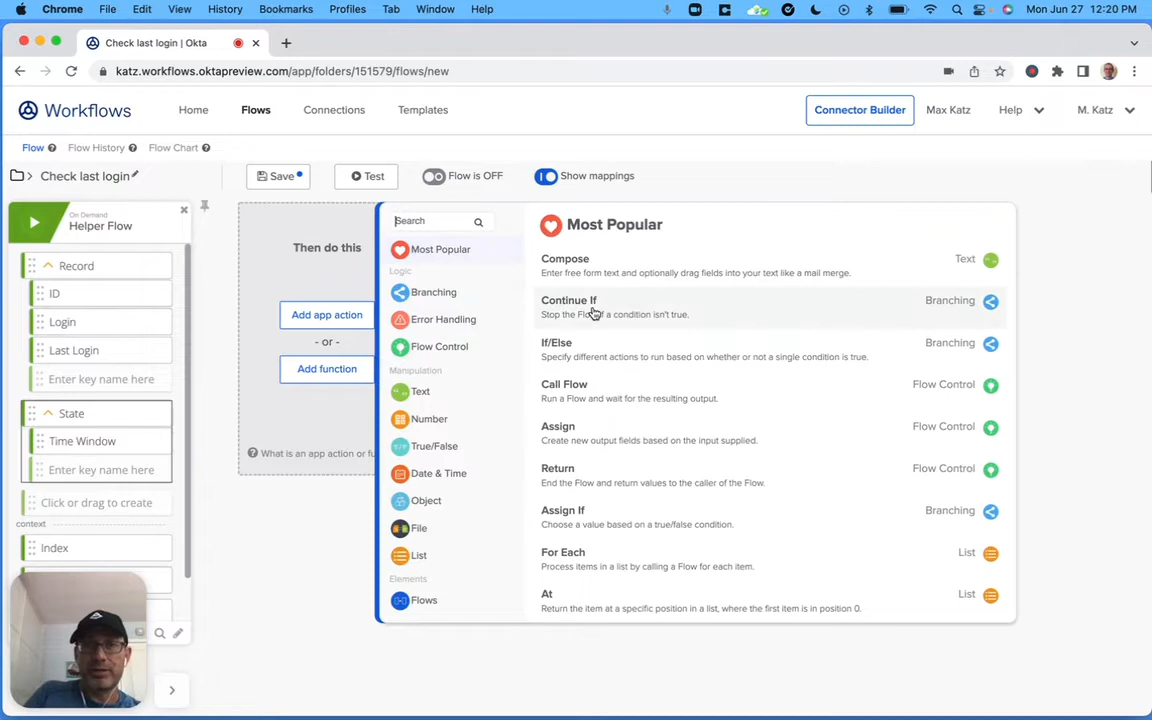 Chrome File Edit View History Bookmarks Profiles Tab Window Help Mon Jun 27 12:20 PM
Check last login | Okta
katz.workflows.oktapreview.com/app/folders/151579/flows/new
Workflows Home Flows Connections Templates Connector Builder Max Katz Help M. Katz
Flow Flow History Flow Chart
Check last login Save Test Flow is OFF Show mappings
On Demand
Helper Flow
Record
ID
Login
Last Login
Enter key name here
State
Time Window
Enter key name here
Click or drag to create
context
Index
Then do this
Add app action
- or -
Add function
What is an app action or fu
Search
Most Popular
Logic
Branching
Error Handling
Flow Control
Manipulation
Text
Number
True/False
Date & Time
Object
File
List
Elements
Flows
Most Popular
Compose Text
Enter free form text and optionally drag fields into your text like a mail merge.
Continue If Branching
Stop the Flow if a condition isn't true.
If/Else Branching
Specify different actions to run based on whether or not a single condition is true.
Call Flow Flow Control
Run a Flow and wait for the resulting output.
Assign Flow Control
Create new output fields based on the input supplied.
Return Flow Control
End the Flow and return values to the caller of the Flow.
Assign If Branching
Choose a value based on a true/false condition.
For Each List
Process items in a list by calling a Flow for each item.
At List
Return the item at a specific position in a list, where the first item is in position 0.